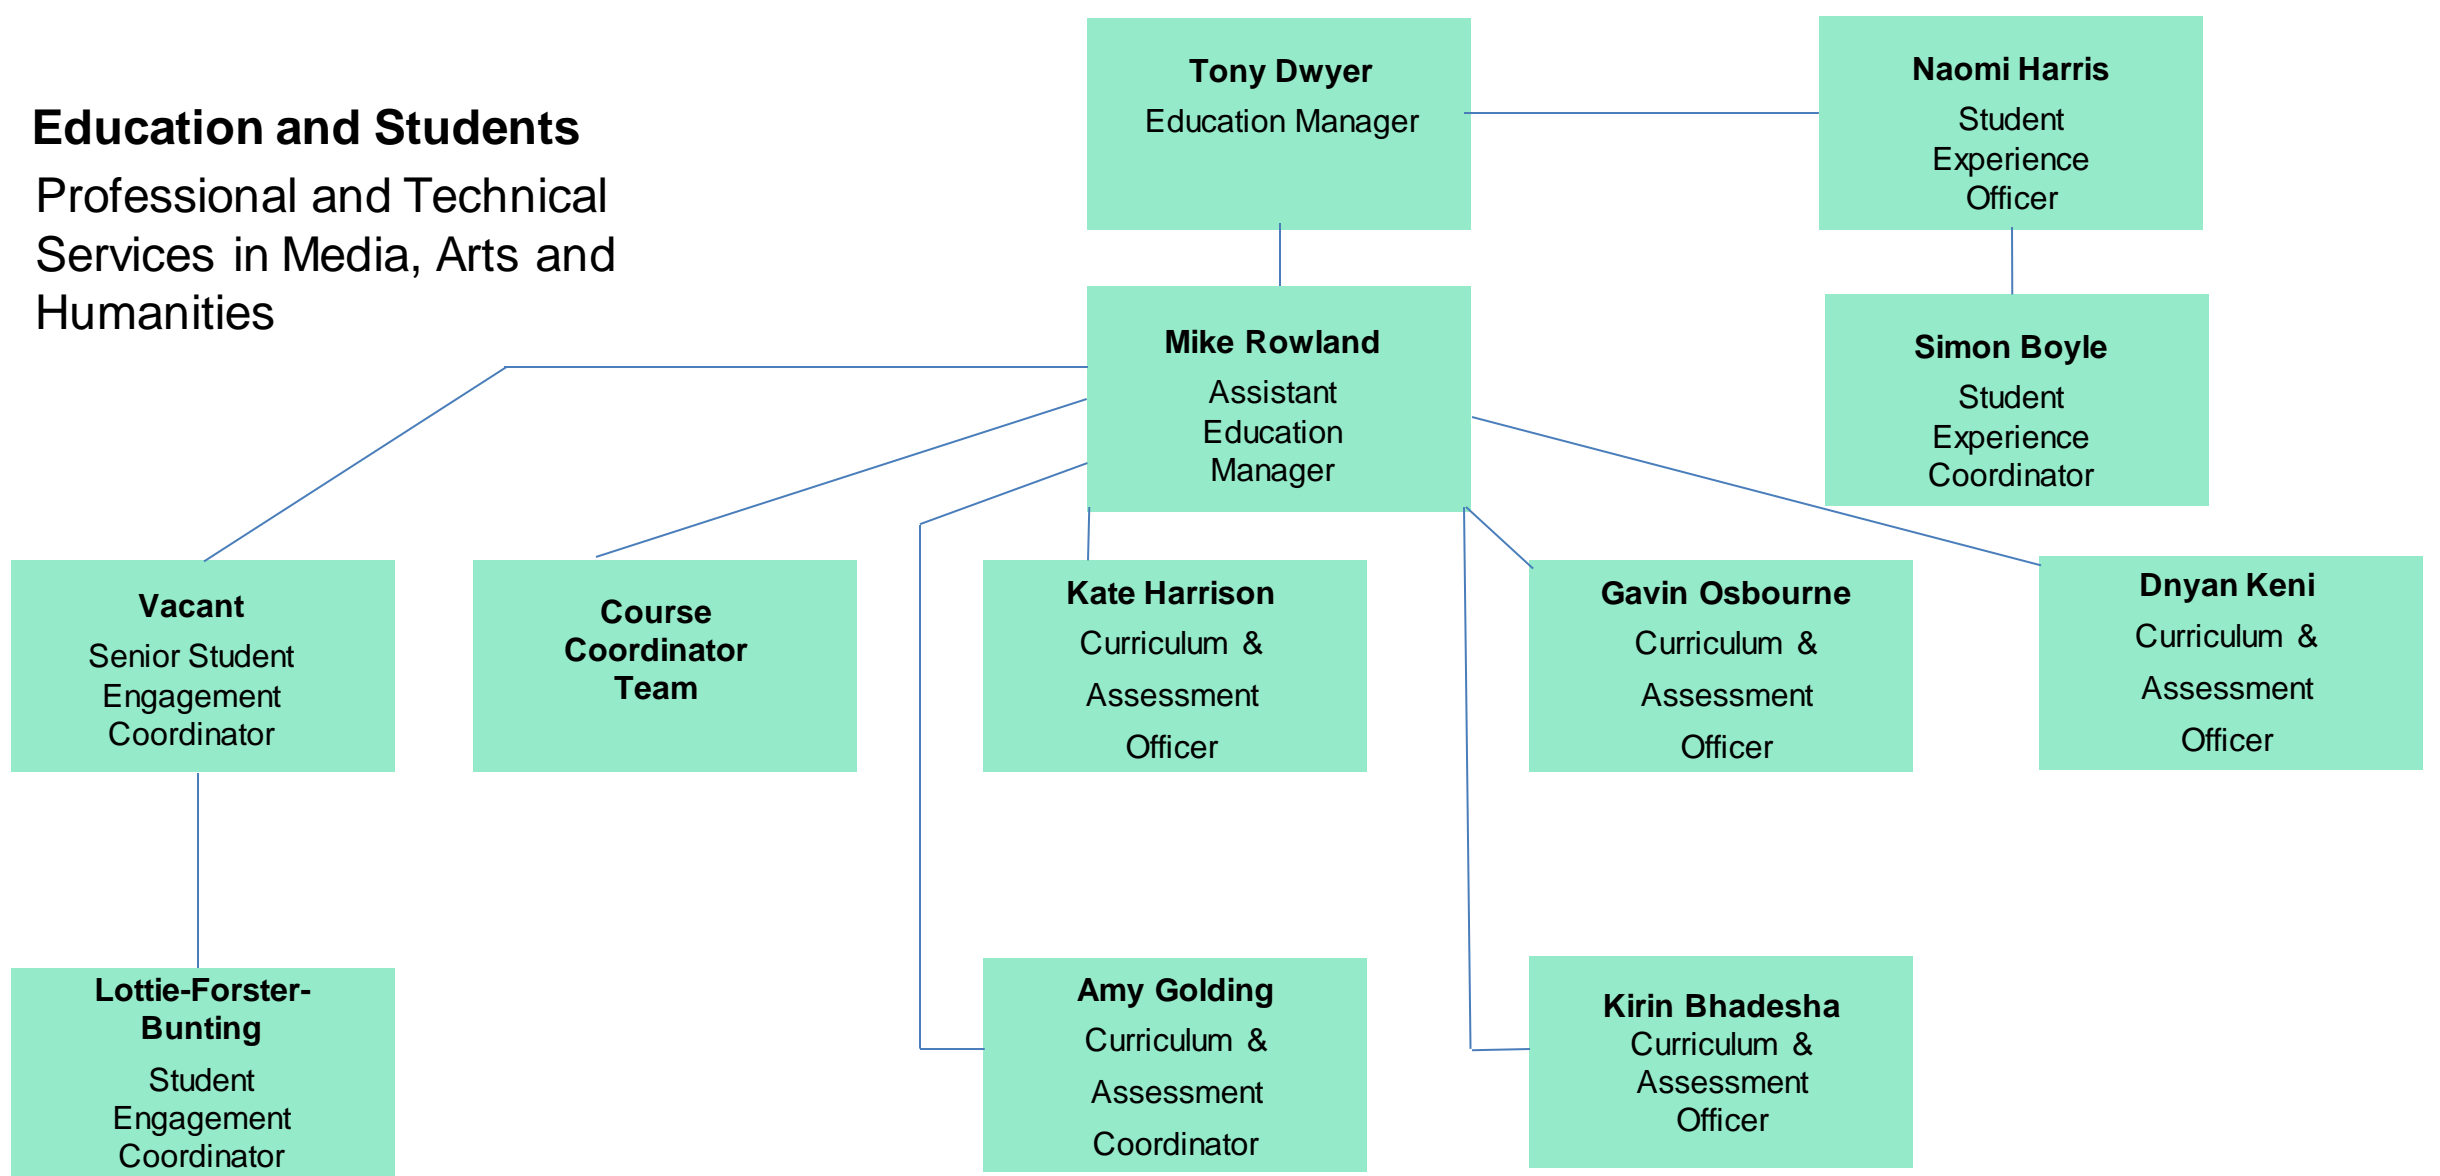 Education and Students
Professional and Technical
Services in Media, Arts and
Humanities
Tony Dwyer
Education Manager
Naomi Harris
Student
Experience
Officer
Mike Rowland
Assistant
Education
Manager
Simon Boyle
Student
Experience
Coordinator
Vacant
Senior Student
Engagement
Coordinator
Course
Coordinator
Team
Kate Harrison
Curriculum &
Assessment
Officer
Gavin Osbourne
Curriculum &
Assessment
Officer
Dnyan Keni
Curriculum &
Assessment
Officer
Lottie-Forster-
Bunting
Student
Engagement
Coordinator
Amy Golding
Curriculum &
Assessment
Coordinator
Kirin Bhadesha
Curriculum &
Assessment
Officer